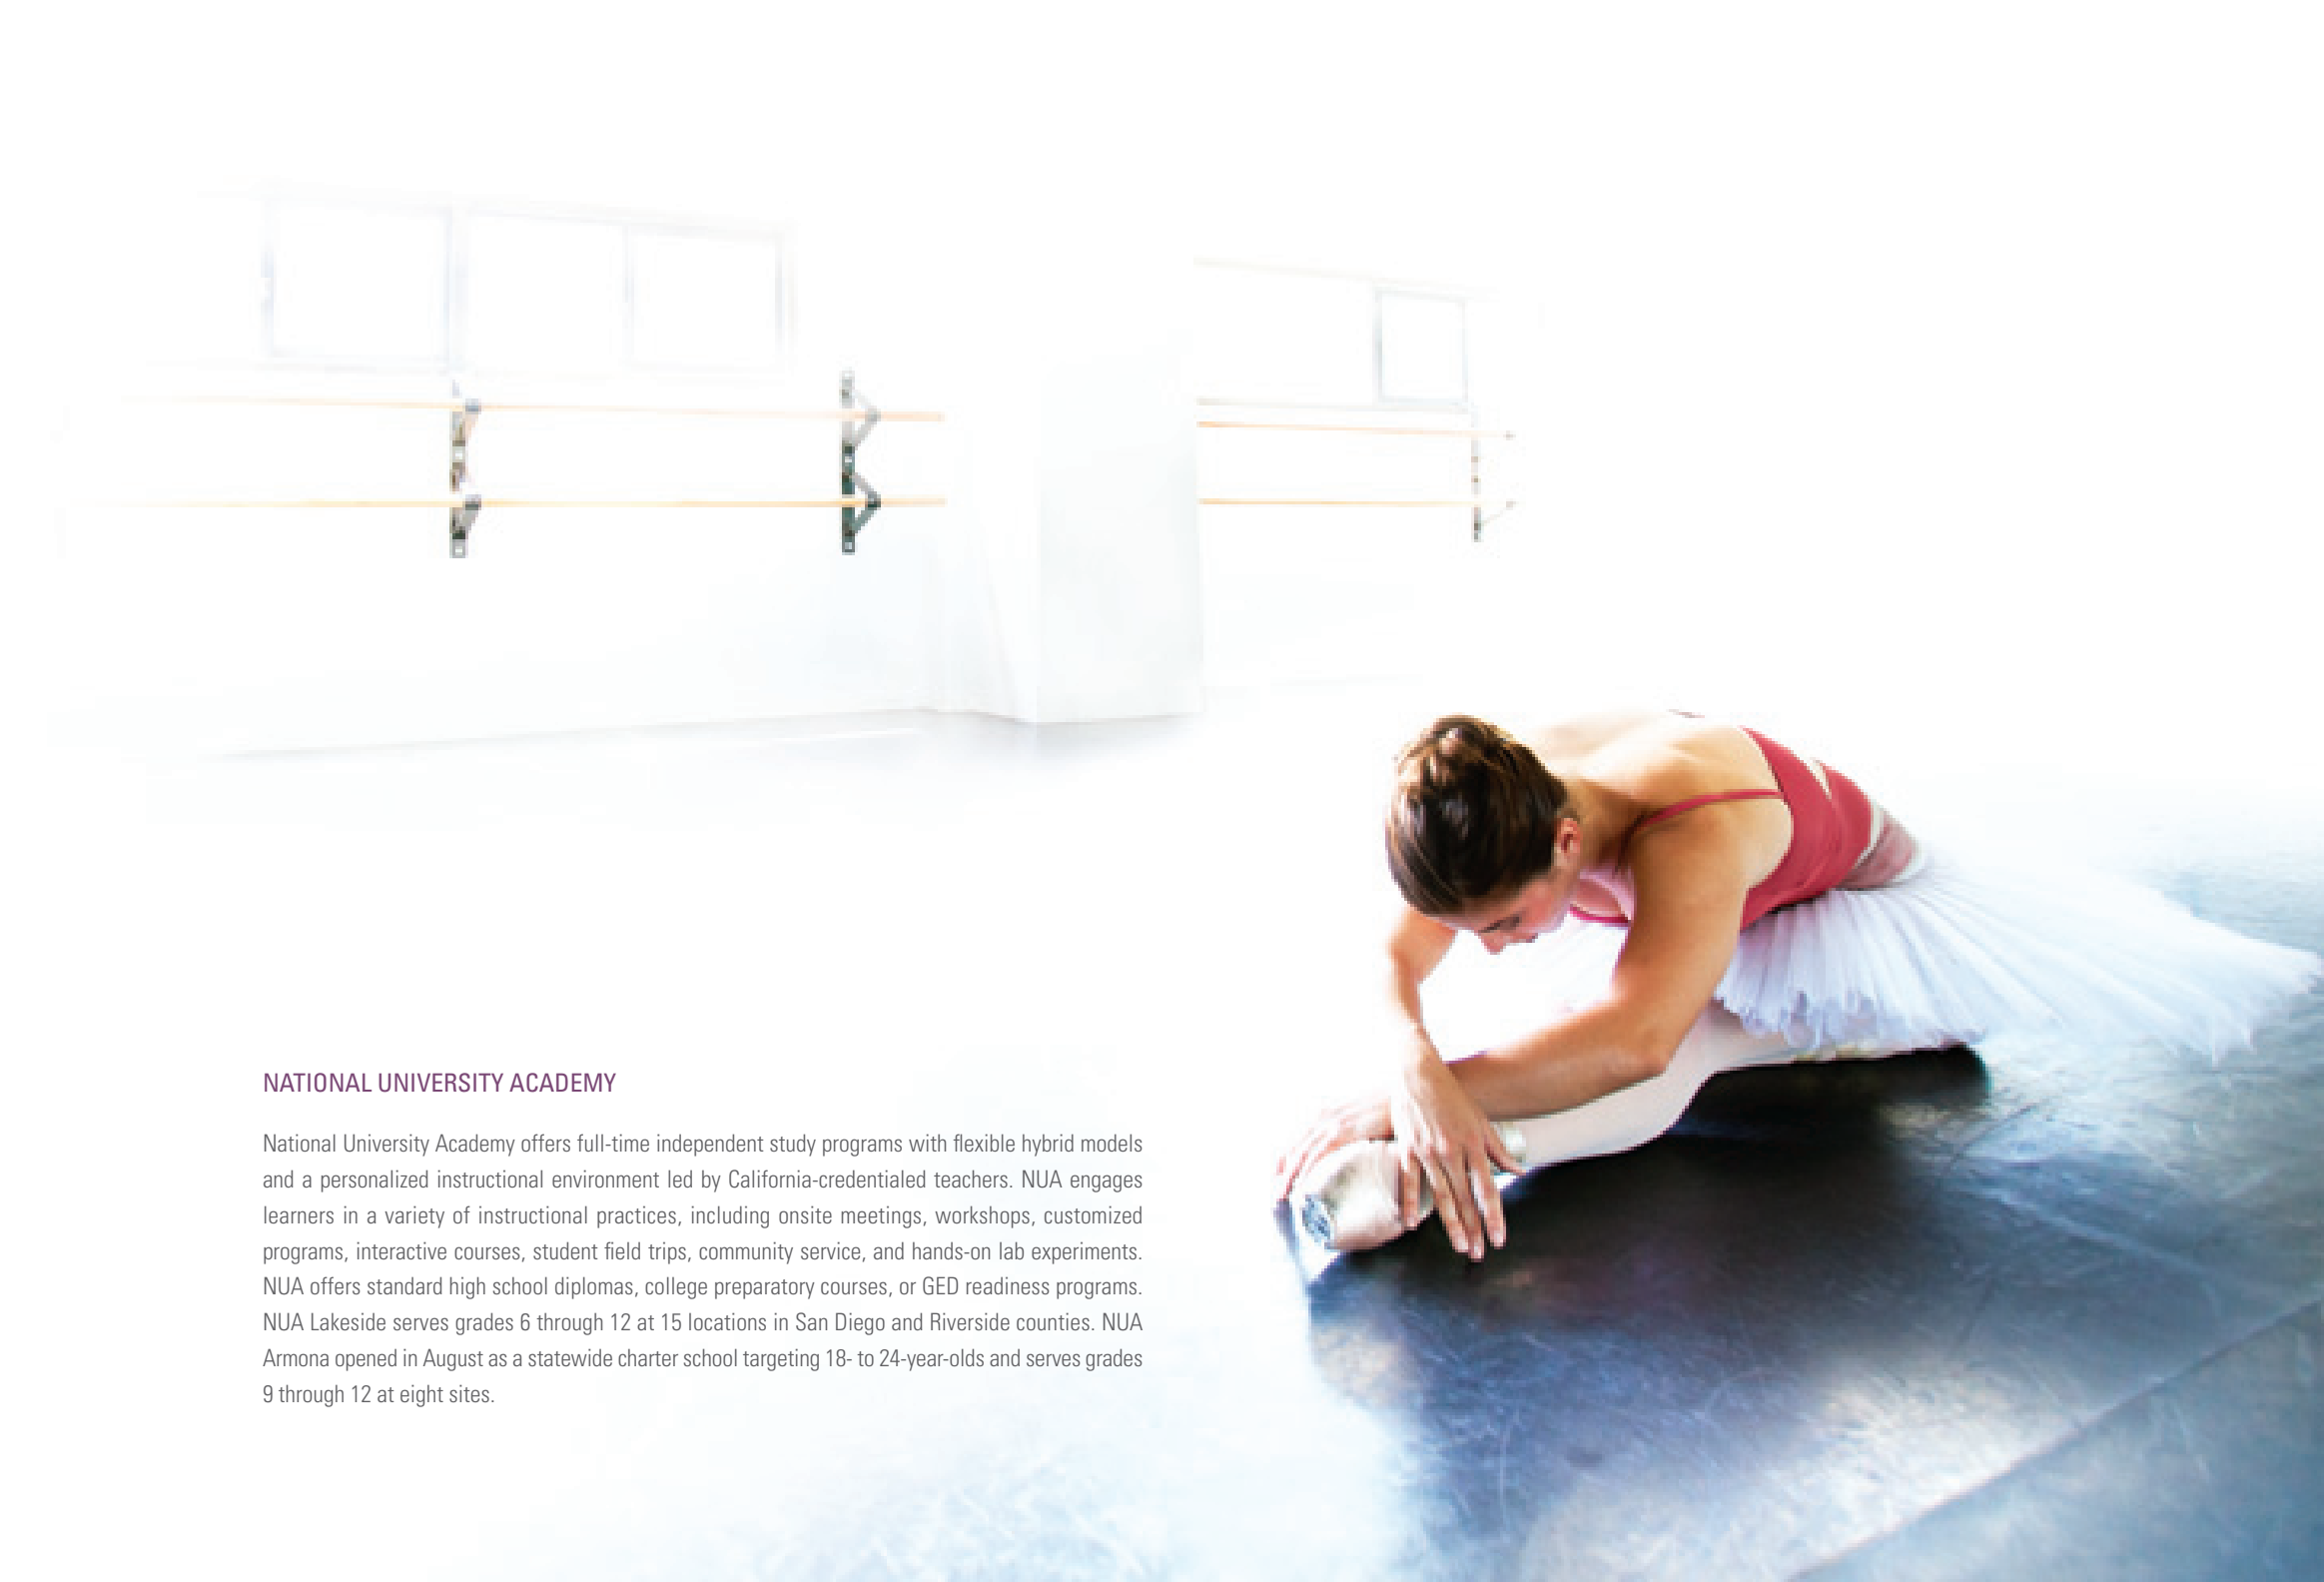 NATIONAL UNIVERSITY ACADEMY
National University Academy offers full-time independent study programs with flexible hybrid models
and a personalized instructional environment led by California-credentialed teachers. NUA engages
learners in a variety of instructional practices, including onsite meetings, workshops, customized
programs, interactive courses, student field trips, community service, and hands-on lab experiments.
NUA offers standard high school diplomas, college preparatory courses, or GED readiness programs.
NUA Lakeside serves grades 6 through 12 at 15 locations in San Diego and Riverside counties. NUA
Armona opened in August as a statewide charter school targeting 18- to 24-year-olds and serves grades
9 through 12 at eight sites.